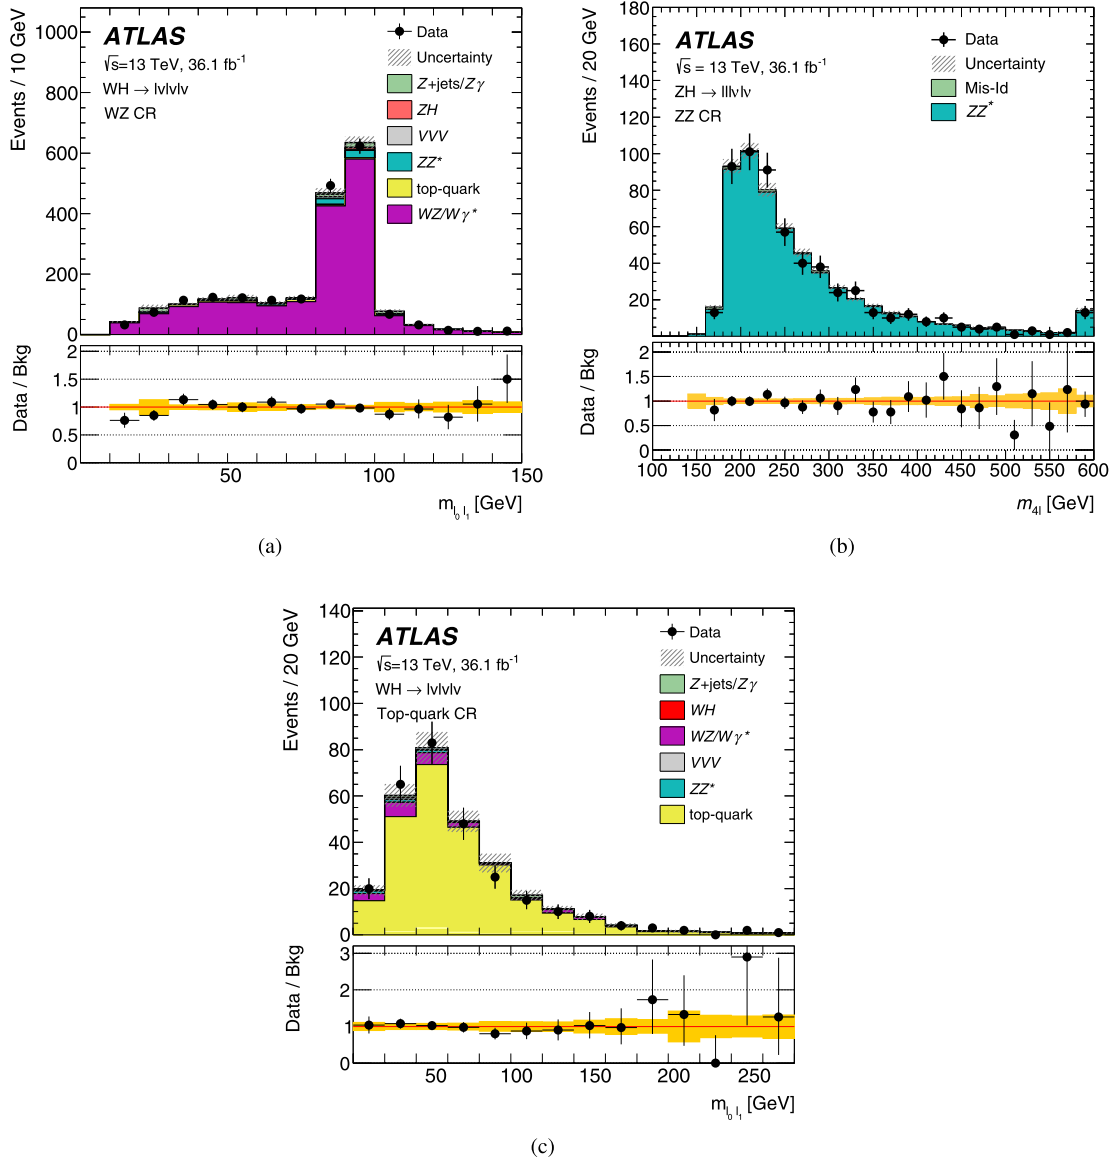 Events / 10 GeV
1000
800
600
400
200
0
ATLAS
√s=13 TeV, 36.1 fb⁻¹
WH → lνlνlν
WZ CR
Data
Uncertainty
Z+jets/Zγ
ZH
VVV
ZZ*
top-quark
WZ/Wγ*
Data / Bkg
2
1.5
1
0.5
0
50
100
150
m_{l_0 l_1} [GeV]
(a)
Events / 20 GeV
180
160
140
120
100
80
60
40
20
ATLAS
√s = 13 TeV, 36.1 fb⁻¹
ZH → lllνlν
ZZ CR
Data
Uncertainty
Mis-Id
ZZ*
Data / Bkg
2
1.5
1
0.5
0
100
150
200
250
300
350
400
450
500
550
600
m_{4l} [GeV]
(b)
Events / 20 GeV
140
120
100
80
60
40
20
0
ATLAS
√s=13 TeV, 36.1 fb⁻¹
WH → lνlνlν
Top-quark CR
Data
Uncertainty
Z+jets/Zγ
WH
WZ/Wγ*
VVV
ZZ*
top-quark
Data / Bkg
3
2
1
0
50
100
150
200
250
m_{l_0 l_1} [GeV]
(c)